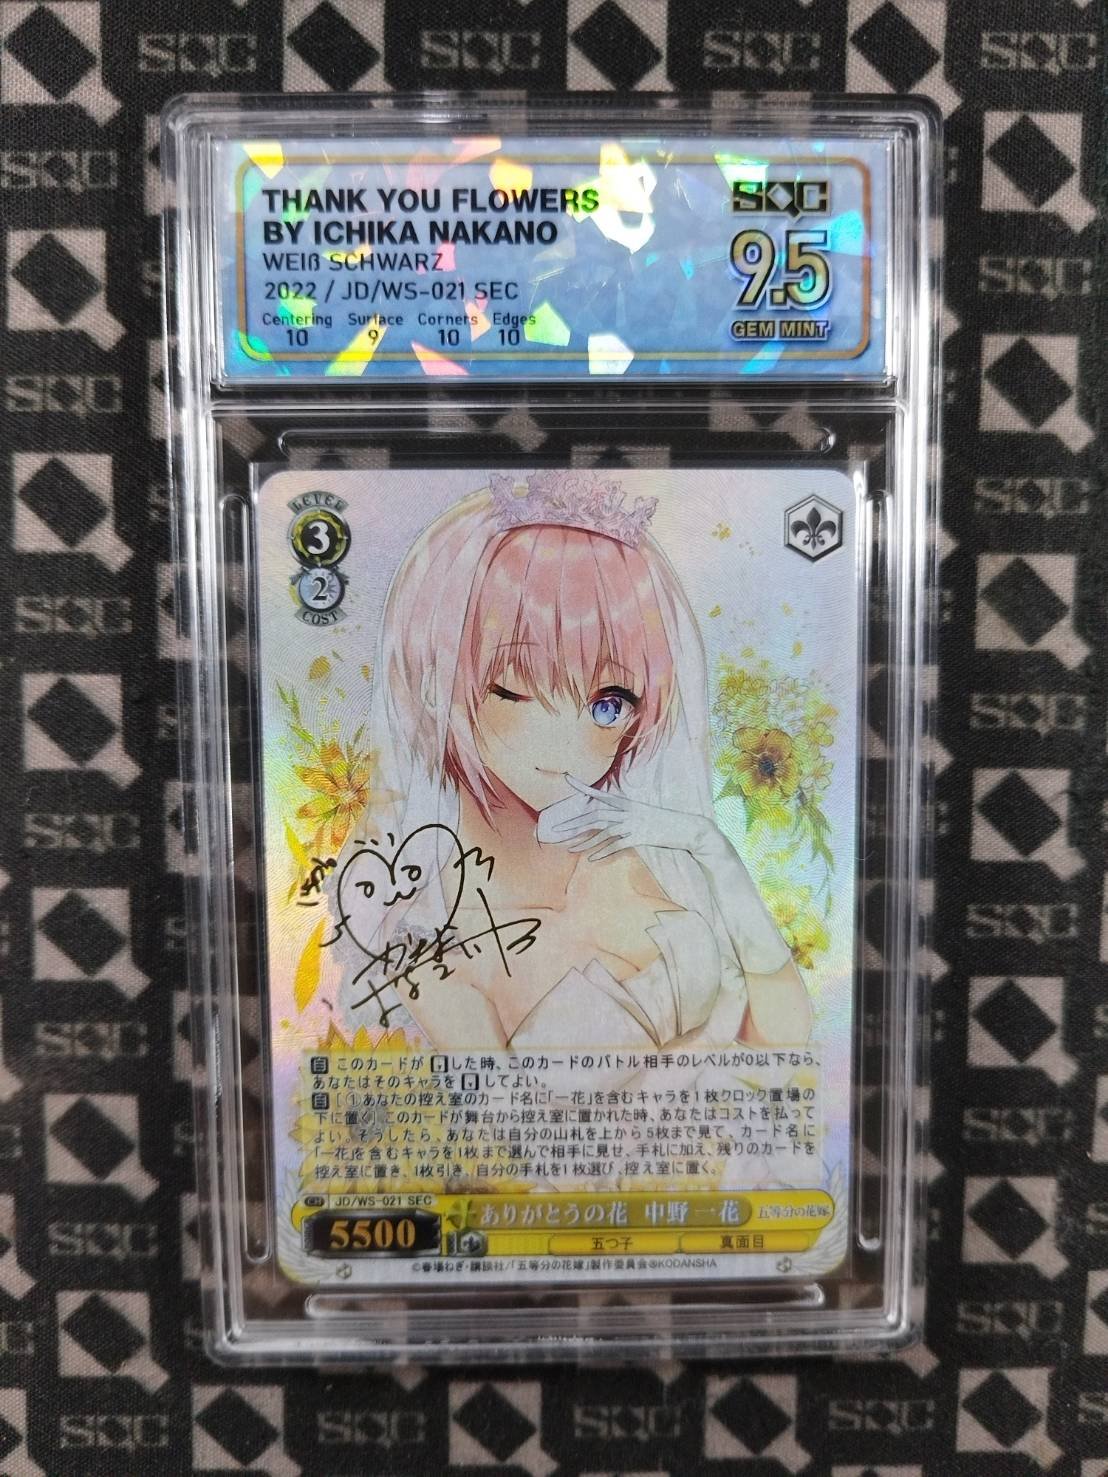 THANK YOU FLOWERS
BY ICHIKA NAKANO
WEIß SCHWARZ
2022 / JD/WS-021 SEC
Centering Surface Corners Edges
10 9 10 10
SQC
9.5
GEM MINT
LEVEL
3
2
COST
自 このカードが した時、このカードのバトル相手のレベルが0以下なら、
あなたはそのキャラを してよい。
自 [①あなたの控え室のカード名に「一花」を含むキャラを1枚クロック置場の
下に置く] このカードが舞台から控え室に置かれた時、あなたはコストを払って
よい。そうしたら、あなたは自分の山札を上から5枚まで見て、カード名に
「一花」を含むキャラを1枚まで選んで相手に見せ、手札に加え、残りのカードを
控え室に置き、1枚引き、自分の手札を1枚選び、控え室に置く。
CH JD/WS-021 SEC
5500
ありがとうの花 中野 一花 五等分の花嫁
五つ子 真面目
©春場ねぎ・講談社/「五等分の花嫁」製作委員会 ®KODANSHA